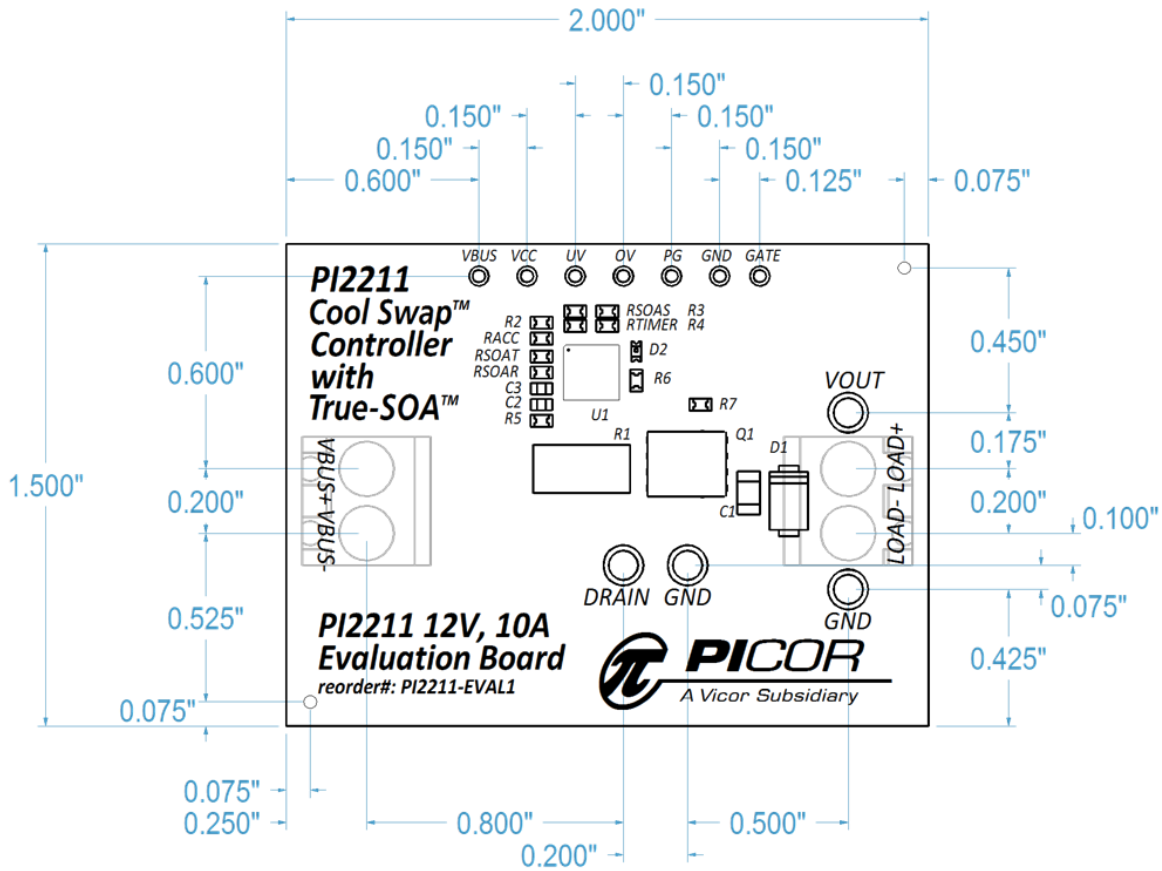 2.000"
0.150"
0.150" 0.150"
0.150" 0.150"
0.600" 0.125" 0.075"
VBUS VCC UV OV PG GND GATE
PI2211
Cool Swap™
Controller
with
True-SOA™
RSOAS R3
R2 RTIMER R4
RACC
RSOAT D2
RSOAR R6
C3
C2 R7
R5 U1
R1 Q1 D1
C1
VOUT
0.600"
0.450"
0.175"
1.500"
0.200"
0.200"
0.100"
VBUS+ VBUS-
LOAD- LOAD+
0.525"
0.075"
DRAIN GND
GND
0.425"
PI2211 12V, 10A
Evaluation Board
reorder#: PI2211-EVAL1
π PICOR
A Vicor Subsidiary
0.075"
0.075"
0.250" 0.800" 0.500"
0.200"